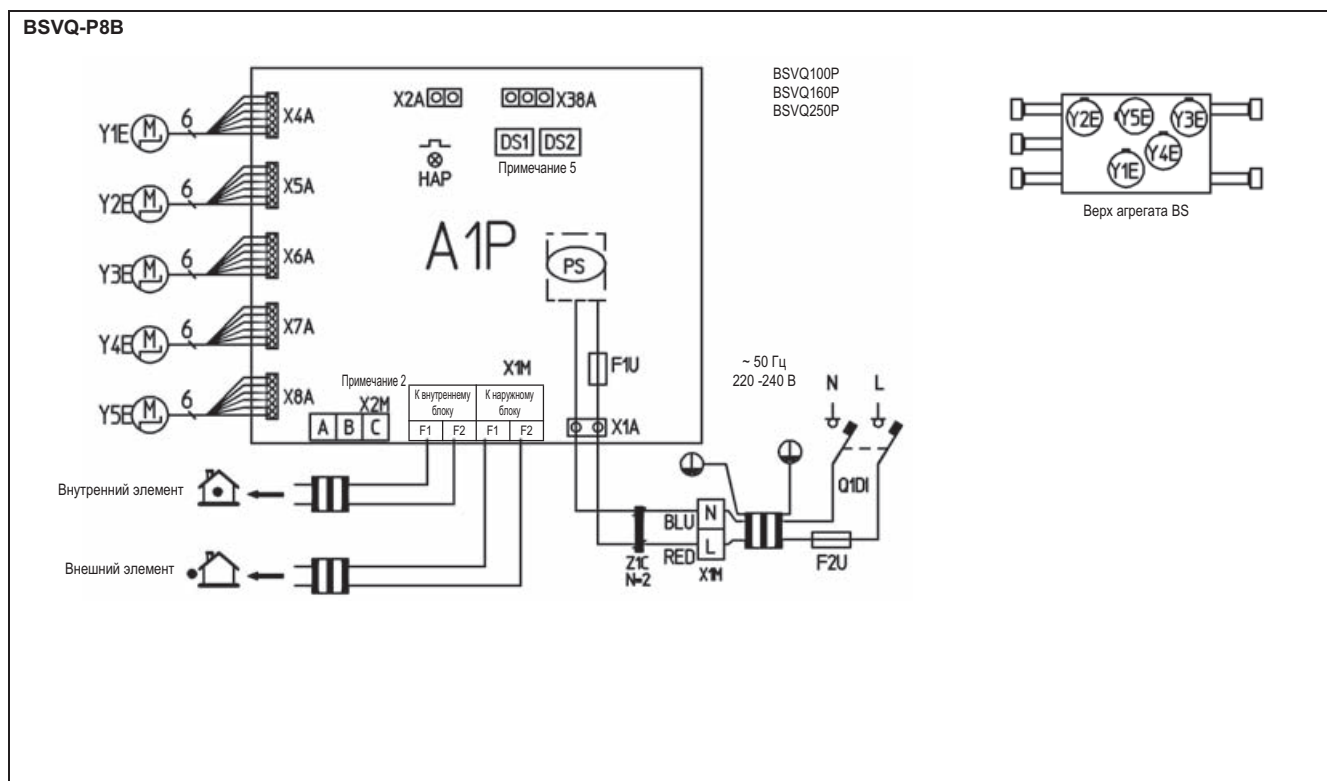 BSVQ-P8B
BSVQ100P
BSVQ160P
BSVQ250P
X2A
X38A
X4A
Y1E
M
6
DS1
DS2
Примечание 5
HAP
Y2E
Y5E
Y3E
Y4E
Y1E
Верх агрегата BS
X5A
Y2E
M
6
A1P
X6A
Y3E
M
6
PS
X7A
Y4E
M
6
F1U
~ 50 Гц
220 -240 В
N
L
X8A
Y5E
M
6
Примечание 2
X2M
A B C
X1M
К внутреннему
блоку
К наружному
блоку
F1 F2 F1 F2
X1A
Q1DI
Внутренний элемент
BLU
N
RED
L
X1M
Z1C
N=2
F2U
Внешний элемент